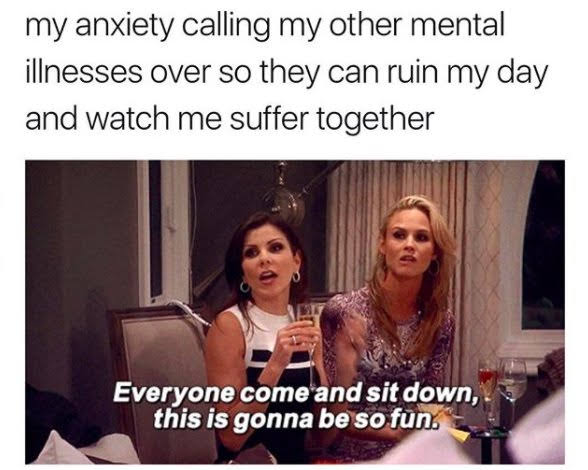 my anxiety calling my other mental
illnesses over so they can ruin my day
and watch me suffer together
Everyone come and sit down,
this is gonna be so fun.